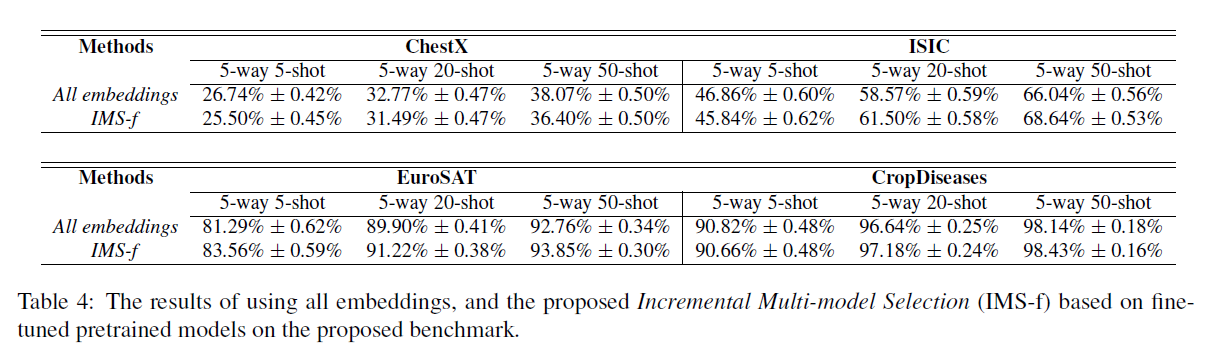 Methods ChestX ISIC
5-way 5-shot 5-way 20-shot 5-way 50-shot 5-way 5-shot 5-way 20-shot 5-way 50-shot
All embeddings 26.74% ± 0.42% 32.77% ± 0.47% 38.07% ± 0.50% 46.86% ± 0.60% 58.57% ± 0.59% 66.04% ± 0.56%
IMS-f 25.50% ± 0.45% 31.49% ± 0.47% 36.40% ± 0.50% 45.84% ± 0.62% 61.50% ± 0.58% 68.64% ± 0.53%
Methods EuroSAT CropDiseases
5-way 5-shot 5-way 20-shot 5-way 50-shot 5-way 5-shot 5-way 20-shot 5-way 50-shot
All embeddings 81.29% ± 0.62% 89.90% ± 0.41% 92.76% ± 0.34% 90.82% ± 0.48% 96.64% ± 0.25% 98.14% ± 0.18%
IMS-f 83.56% ± 0.59% 91.22% ± 0.38% 93.85% ± 0.30% 90.66% ± 0.48% 97.18% ± 0.24% 98.43% ± 0.16%
Table 4: The results of using all embeddings, and the proposed Incremental Multi-model Selection (IMS-f) based on fine-
tuned pretrained models on the proposed benchmark.